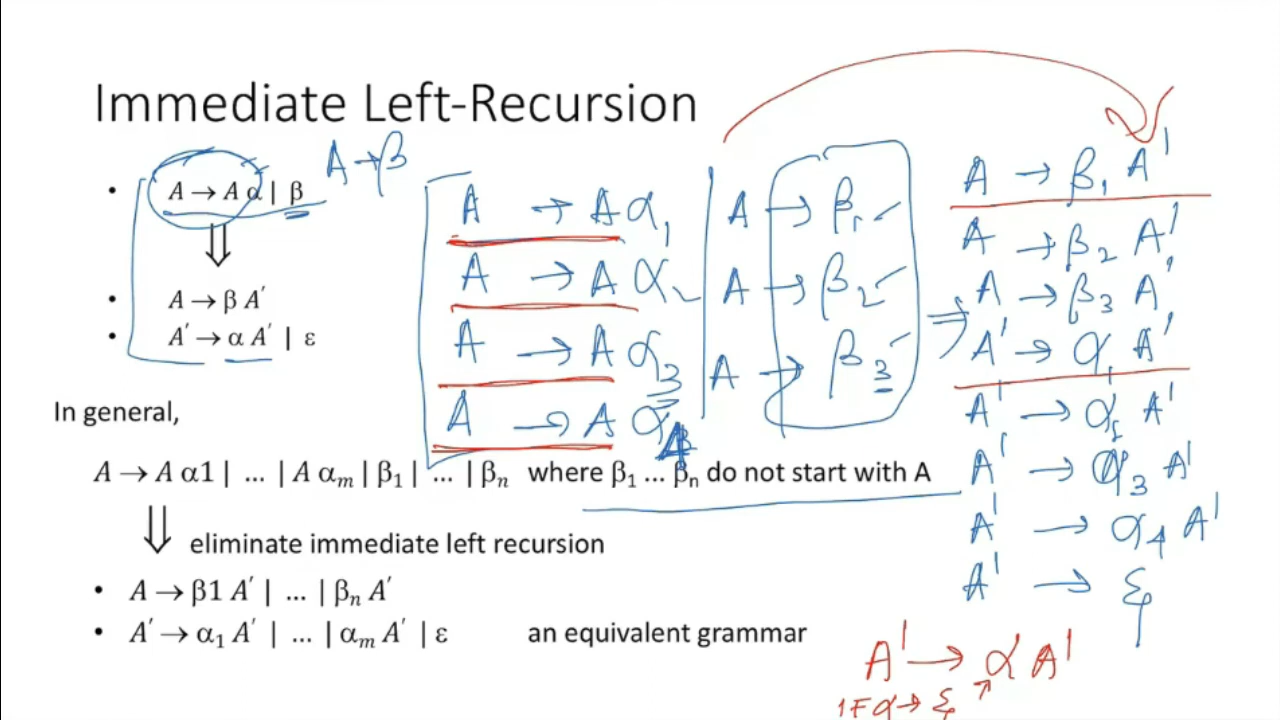 Immediate Left-Recursion
• A → A α | β
A → β
• A → β A′
• A′ → α A′ | ε
In general,
A → A α1 | … | A αₘ | β₁ | … | βₙ where β₁ … βₙ do not start with A
eliminate immediate left recursion
• A → β1 A′ | … | βₙ A′
• A′ → α₁ A′ | … | αₘ A′ | ε an equivalent grammar
A → A α₁
A → A α₂
A → A α₃
A → A α₄
A → β₁
A → β₂
A → β₃
A → β₁ A′
A → β₂ A′
A → β₃ A′
A′ → α₁ A′
A′ → α₂ A′
A′ → α₃ A′
A′ → α₄ A′
A′ → ε
A′ → α A′
IF α → ε